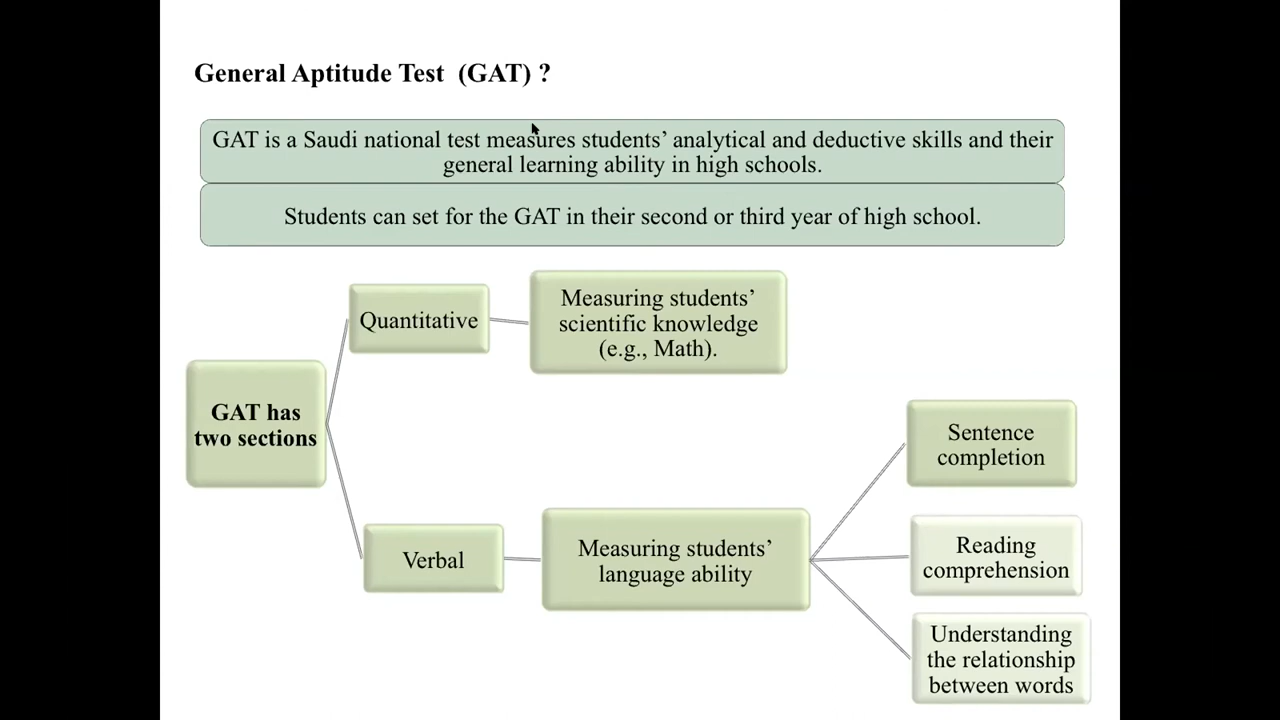 General Aptitude Test  (GAT) ?
GAT is a Saudi national test measures students’ analytical and deductive skills and their
general learning ability in high schools.
Students can set for the GAT in their second or third year of high school.
Quantitative
Measuring students’
scientific knowledge
(e.g., Math).
GAT has
two sections
Verbal
Measuring students’
language ability
Sentence
completion
Reading
comprehension
Understanding
the relationship
between words